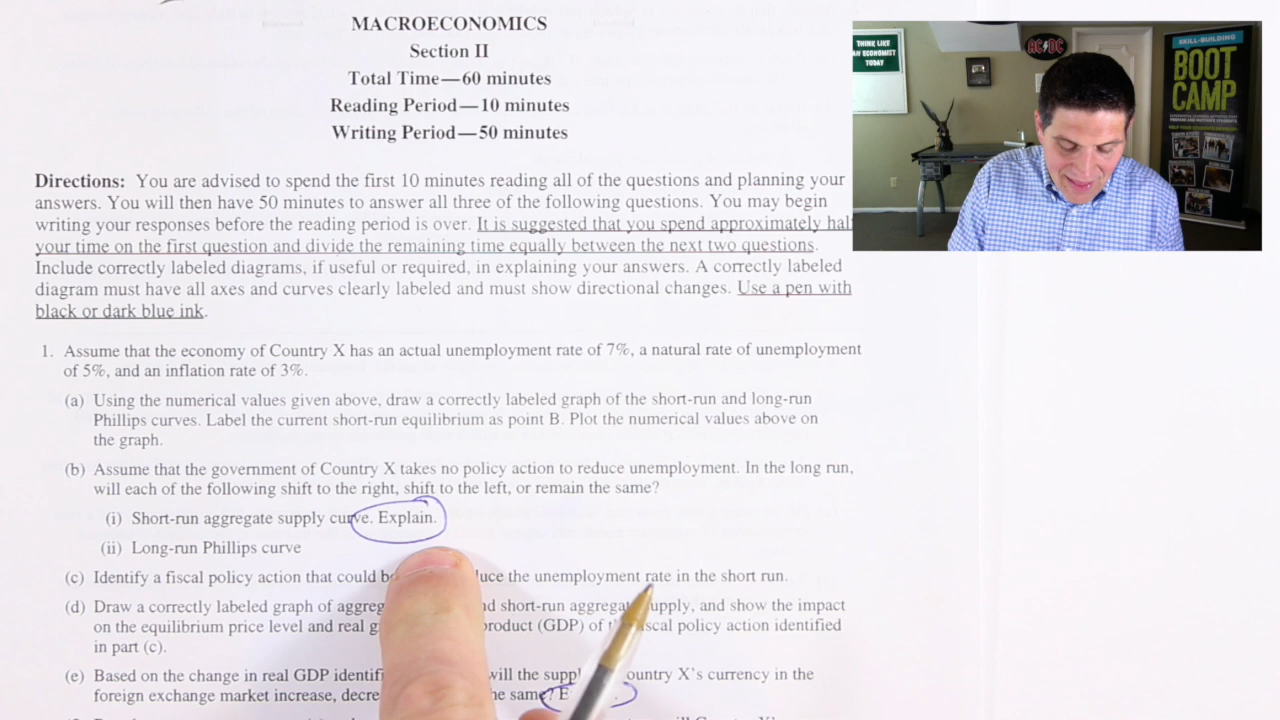 MACROECONOMICS
Section II
Total Time—60 minutes
Reading Period—10 minutes
Writing Period—50 minutes
THINK LIKE
AN ECONOMIST
TODAY
AC DC
SKILL-BUILDING
BOOT
CAMP
Directions: You are advised to spend the first 10 minutes reading all of the questions and planning your
answers. You will then have 50 minutes to answer all three of the following questions. You may begin
writing your responses before the reading period is over. It is suggested that you spend approximately half
your time on the first question and divide the remaining time equally between the next two questions.
Include correctly labeled diagrams, if useful or required, in explaining your answers. A correctly labeled
diagram must have all axes and curves clearly labeled and must show directional changes. Use a pen with
black or dark blue ink.
1. Assume that the economy of Country X has an actual unemployment rate of 7%, a natural rate of unemployment
of 5%, and an inflation rate of 3%.
(a) Using the numerical values given above, draw a correctly labeled graph of the short-run and long-run
Phillips curves. Label the current short-run equilibrium as point B. Plot the numerical values above on
the graph.
(b) Assume that the government of Country X takes no policy action to reduce unemployment. In the long run,
will each of the following shift to the right, shift to the left, or remain the same?
(i) Short-run aggregate supply curve. Explain.
(ii) Long-run Phillips curve
(c) Identify a fiscal policy action that could the unemployment rate in the short run.
(d) Draw a correctly labeled graph of short-run aggregate supply, and show the impact
on the equilibrium price level and real product (GDP) of policy action identified
in part (c).
(e) Based on the change in real GDP will the Country X's currency in the
foreign exchange market increase, same?